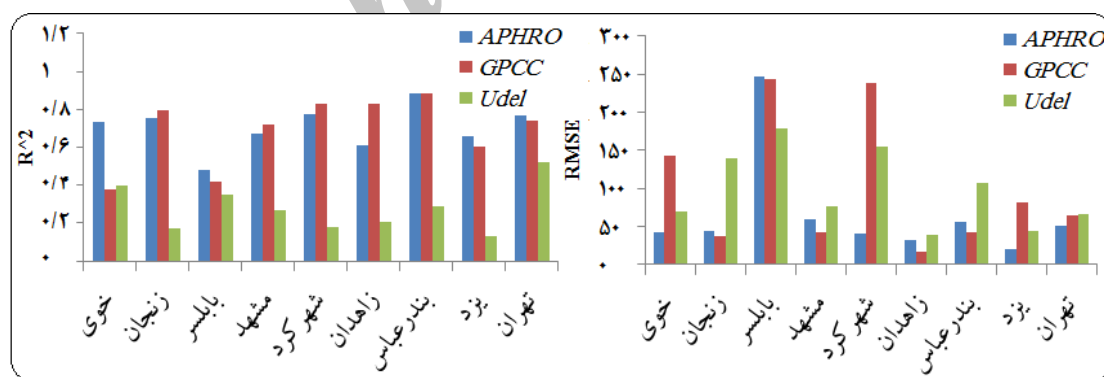 ۱/۲
۱
۰/۸
۰/۶
۰/۴
۰/۲
۰
R^2
APHRO
GPCC
Udel
خوی
زنجان
بابلسر
مشهد
شهرکرد
زاهدان
بندرعباس
یزد
تهران
۳۰۰
۲۵۰
۲۰۰
۱۵۰
۱۰۰
۵۰
۰
RMSE
APHRO
GPCC
Udel
خوی
زنجان
بابلسر
مشهد
شهرکرد
زاهدان
بندرعباس
یزد
تهران